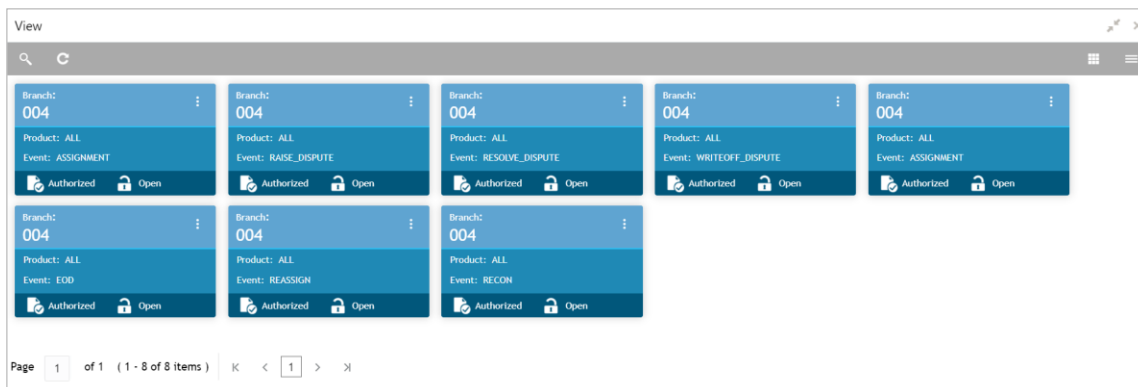 View
Branch:
004
Product: ALL
Event: ASSIGNMENT
Authorized Open
Branch:
004
Product: ALL
Event: RAISE_DISPUTE
Authorized Open
Branch:
004
Product: ALL
Event: RESOLVE_DISPUTE
Authorized Open
Branch:
004
Product: ALL
Event: WRITEOFF_DISPUTE
Authorized Open
Branch:
004
Product: ALL
Event: ASSIGNMENT
Authorized Open
Branch:
004
Product: ALL
Event: EOD
Authorized Open
Branch:
004
Product: ALL
Event: REASSIGN
Authorized Open
Branch:
004
Product: ALL
Event: RECON
Authorized Open
Page 1 of 1 ( 1 - 8 of 8 items ) 1